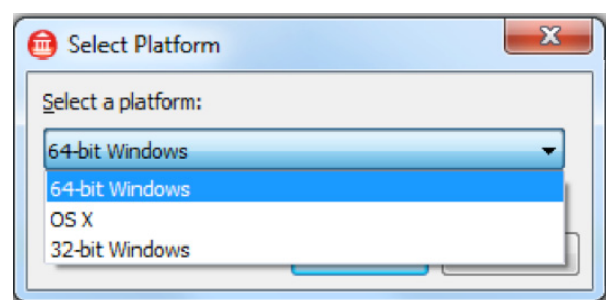 Select Platform
Select a platform:
64-bit Windows
64-bit Windows
OS X
32-bit Windows